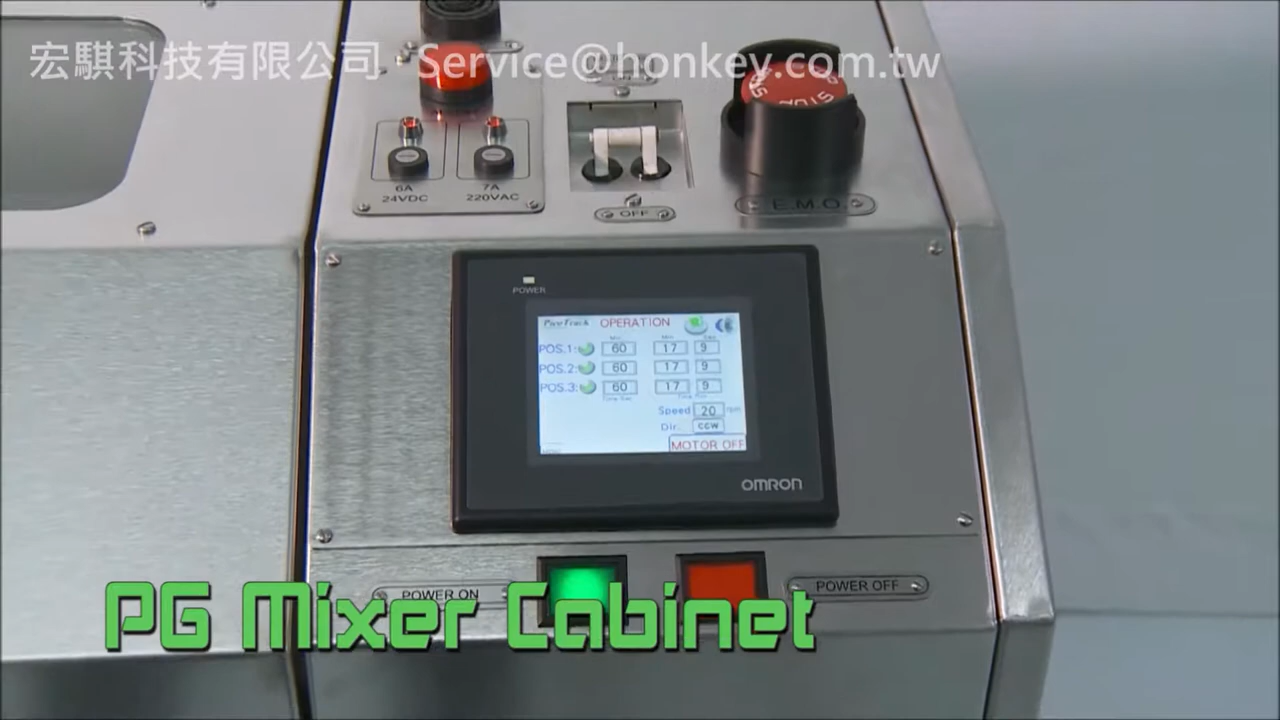 宏騏科技有限公司 Service@honkey.com.tw
STOP
6A
24VDC
7A
220VAC
OFF
E.M.O.
POWER
OPERATION
POS.1: 60 17 9
POS.2: 60 17 9
POS.3: 60 17 9
Speed 20 rpm
Dir. CCW
MOTOR OFF
OMRON
POWER ON
POWER OFF
PG Mixer Cabinet